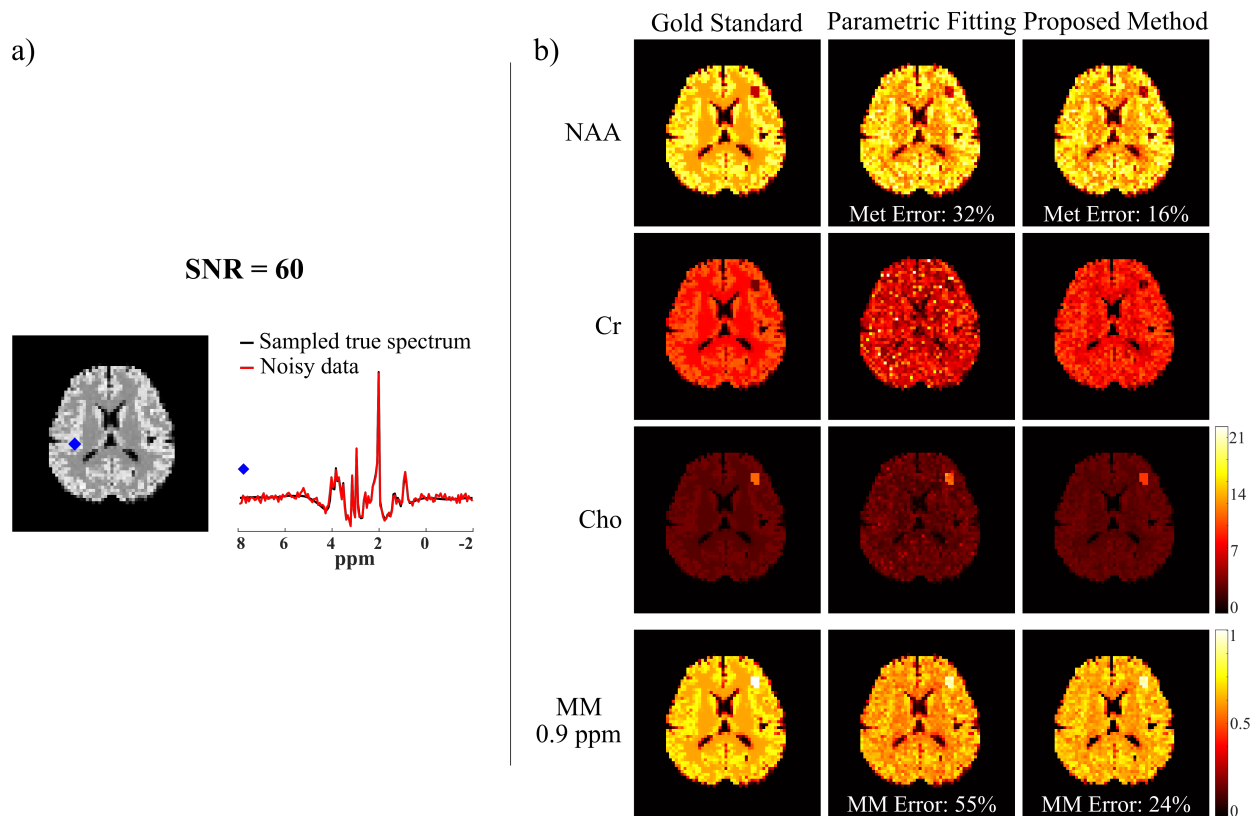 a)
SNR = 60
Sampled true spectrum
Noisy data
8 6 4 2 0 -2
ppm
b)
Gold Standard Parametric Fitting Proposed Method
NAA
Met Error: 32% Met Error: 16%
Cr
Cho
21
14
7
0
MM
0.9 ppm
MM Error: 55% MM Error: 24%
1
0.5
0